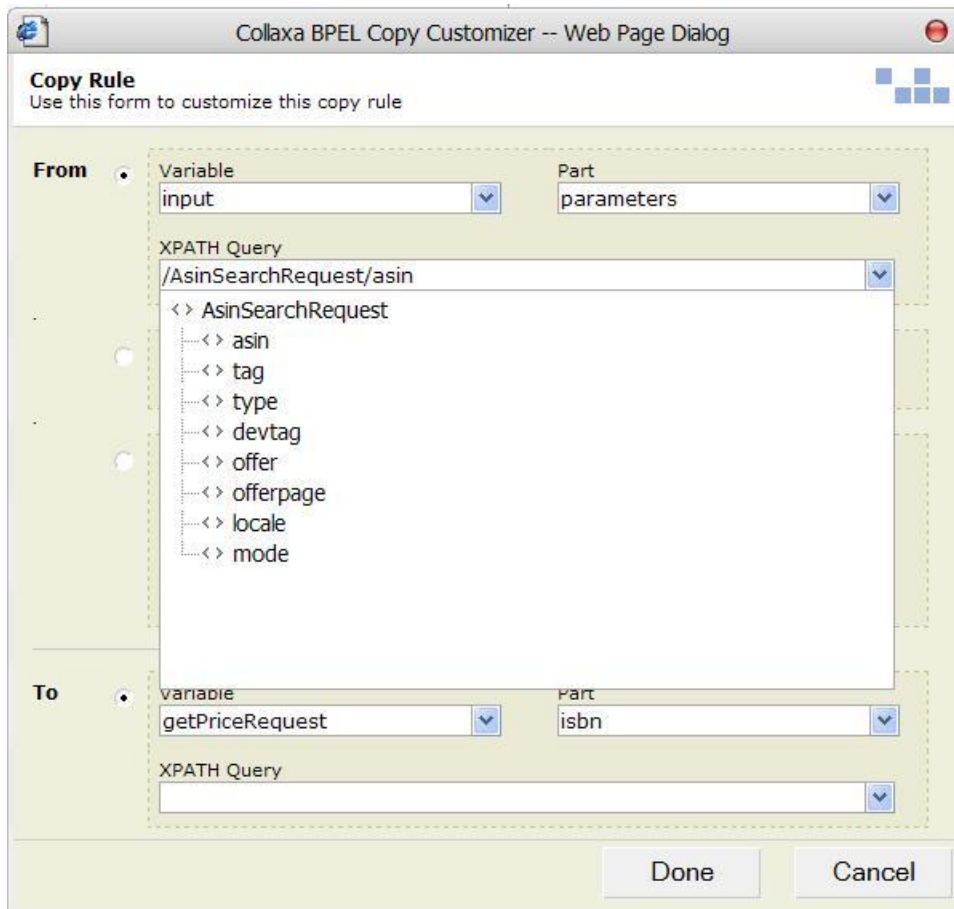 Collaxa BPEL Copy Customizer -- Web Page Dialog
Copy Rule
Use this form to customize this copy rule
From
Variable Part
input parameters
XPATH Query
/AsinSearchRequest/asin
<> AsinSearchRequest
<> asin
<> tag
<> type
<> devtag
<> offer
<> offerpage
<> locale
<> mode
To
Variable Part
getPriceRequest isbn
XPATH Query
Done Cancel